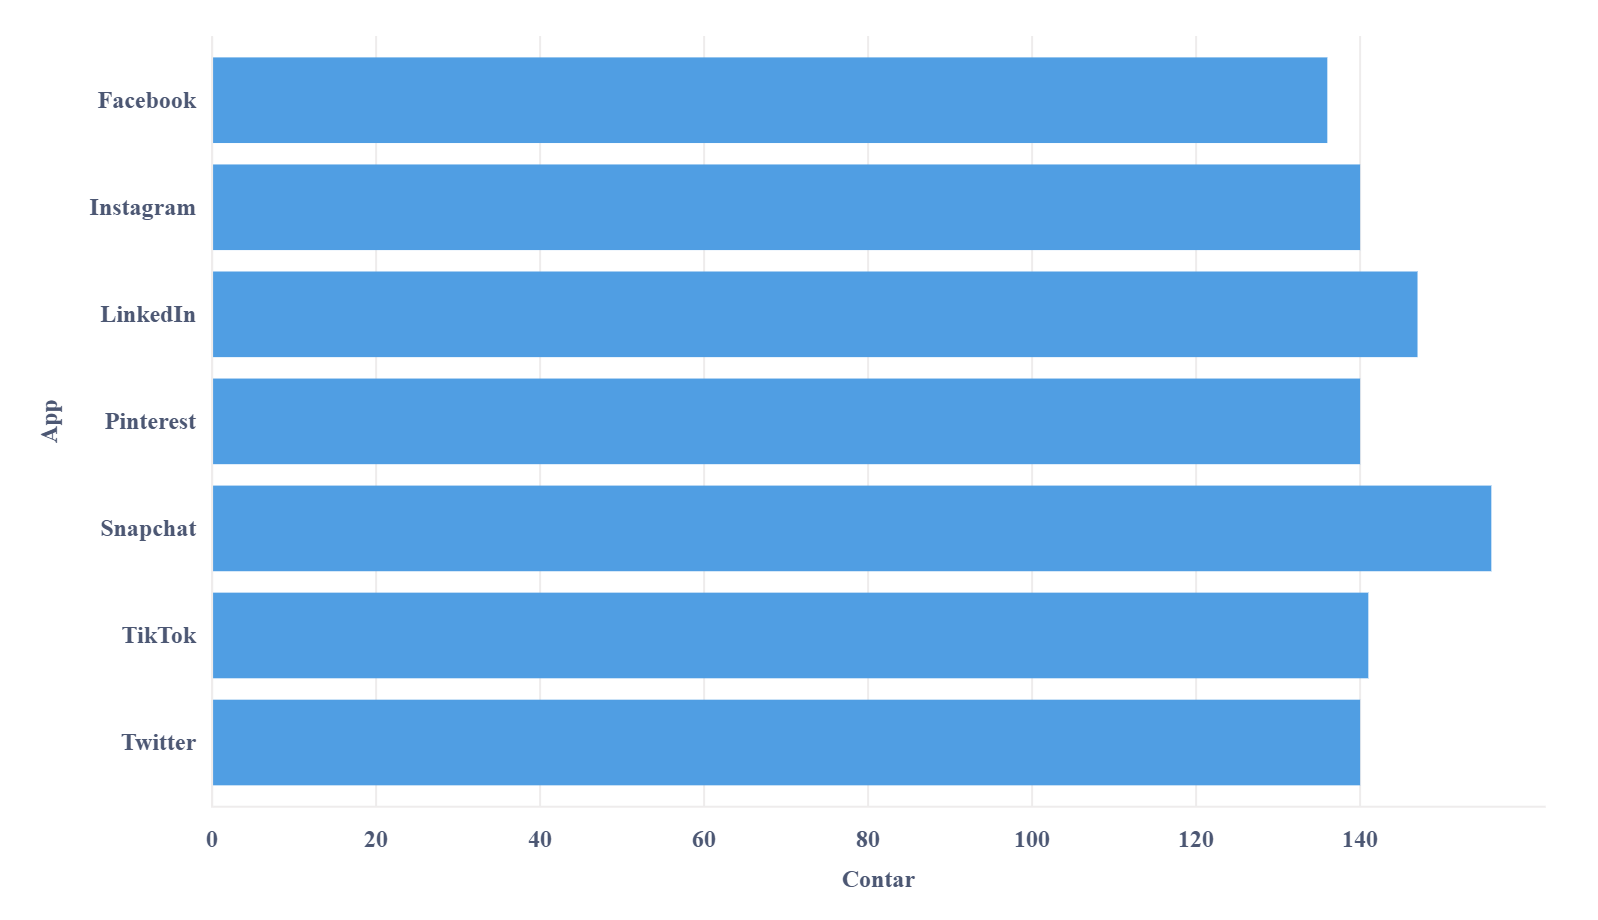 Facebook
Instagram
LinkedIn
Pinterest
Snapchat
TikTok
Twitter
App
0 20 40 60 80 100 120 140
Contar